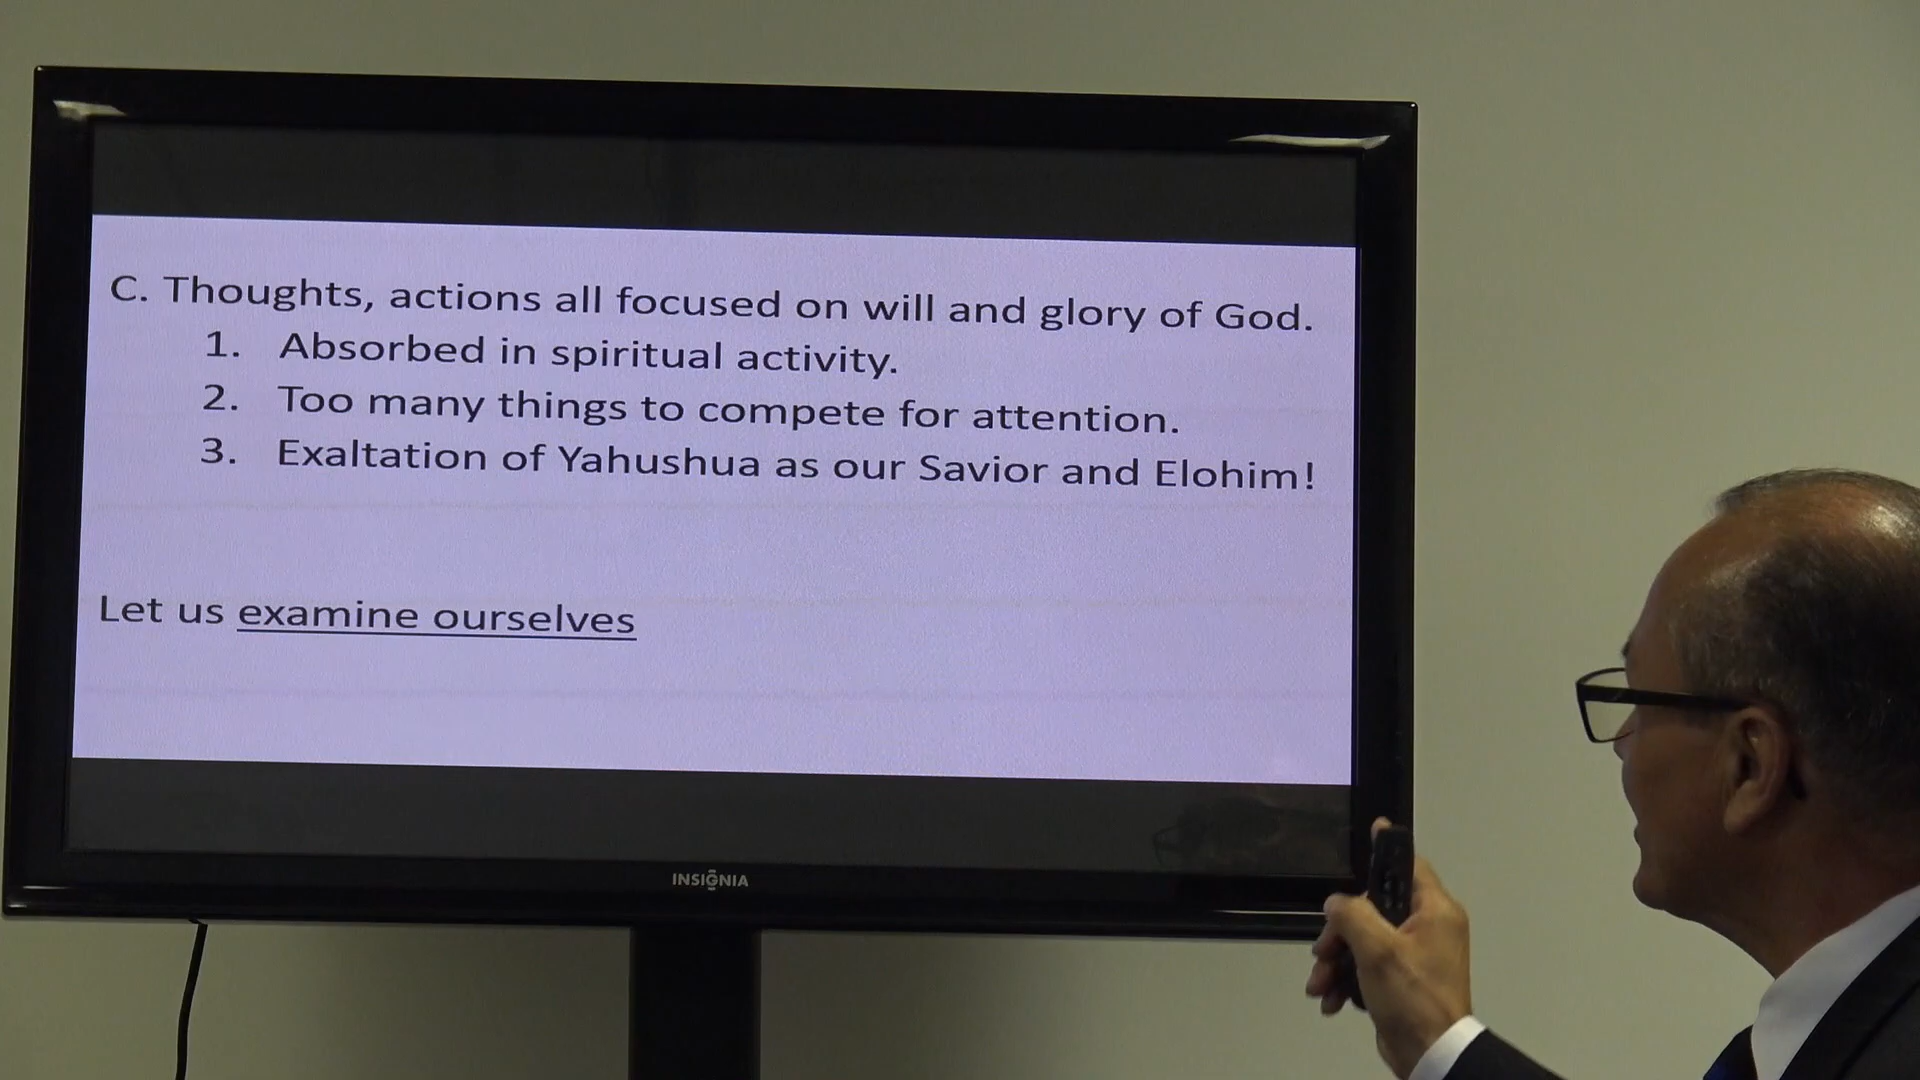 C. Thoughts, actions all focused on will and glory of God.
1. Absorbed in spiritual activity.
2. Too many things to compete for attention.
3. Exaltation of Yahushua as our Savior and Elohim!
Let us examine ourselves
INSIGNIA